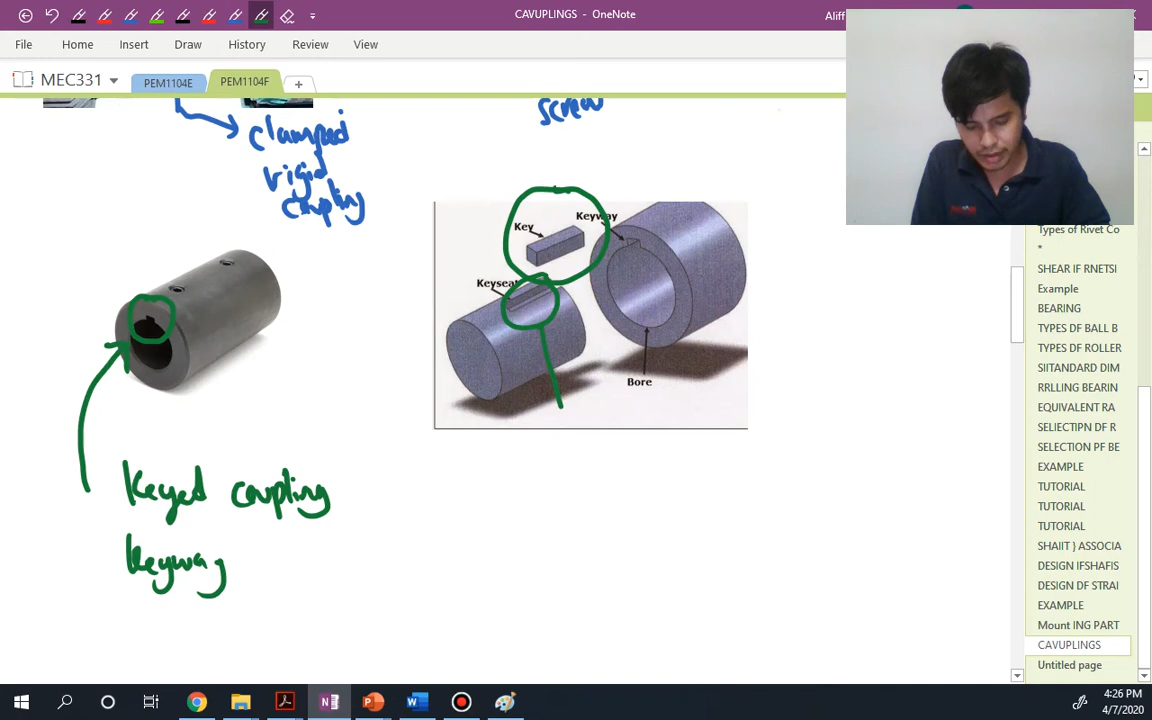 CAVUPLINGS - OneNote
Aliff
File Home Insert Draw History Review View
MEC331
PEM1104E
PEM1104F
screw
clamped
rigid
coupling
Key
Keyway
Keyseat
Bore
Keyed coupling
keyway
Types of Rivet Co
*
SHEAR IF RNETSI
Example
BEARING
TYPES DF BALL B
TYPES DF ROLLER
SIITANDARD DIM
RRLLING BEARIN
EQUIVALENT RA
SELIECTIPN DF R
SELECTION PF BE
EXAMPLE
TUTORIAL
TUTORIAL
TUTORIAL
SHAIIT } ASSOCIA
DESIGN IFSHAFIS
DESIGN DF STRAI
EXAMPLE
Mount ING PART
CAVUPLINGS
Untitled page
4:26 PM
4/7/2020